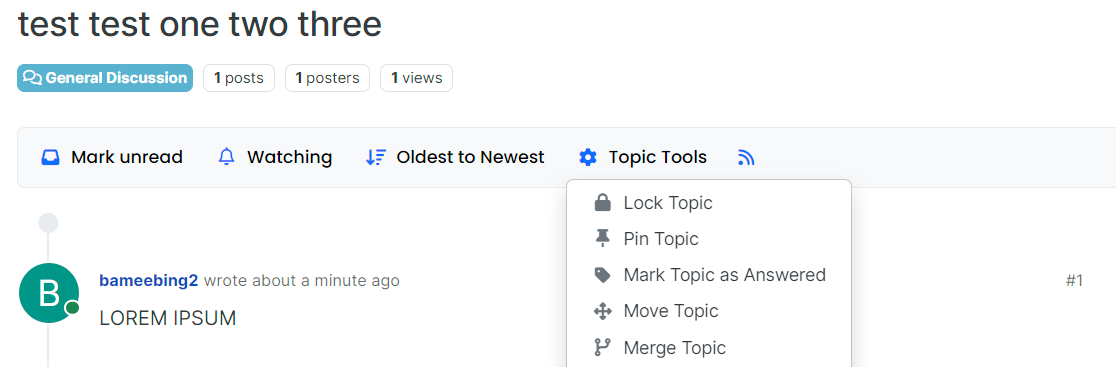 test test one two three
General Discussion 1 posts 1 posters 1 views
Mark unread Watching Oldest to Newest Topic Tools
Lock Topic
Pin Topic
Mark Topic as Answered
Move Topic
Merge Topic
B
bameebing2 wrote about a minute ago #1
LOREM IPSUM